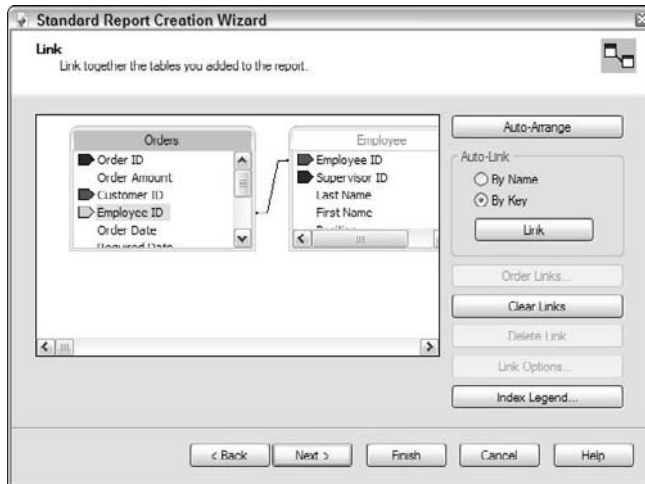 Standard Report Creation Wizard
Link
Link together the tables you added to the report.
Orders
Order ID
Order Amount
Customer ID
Employee ID
Order Date
Required Date
Employee
Employee ID
Supervisor ID
Last Name
First Name
Position
Auto-Arrange
Auto-Link
By Name
By Key
Link
Order Links...
Clear Links
Delete Link
Link Options...
Index Legend...
< Back
Next >
Finish
Cancel
Help